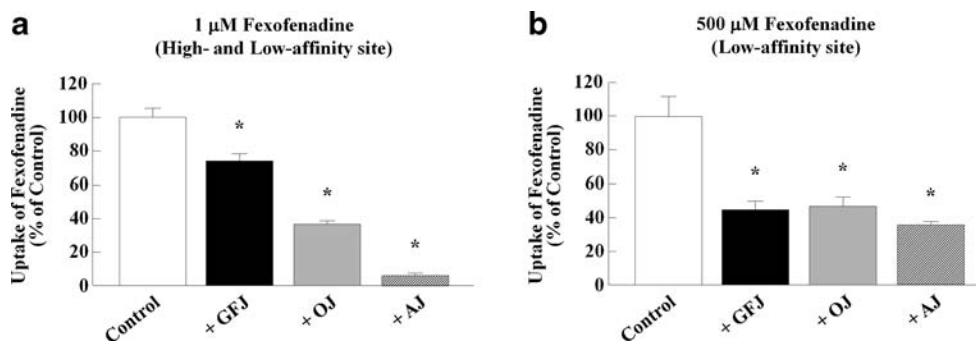 a
1 µM Fexofenadine
(High- and Low-affinity site)
Uptake of Fexofenadine
(% of Control)
120
100
80
60
40
20
0
*
*
*
Control
+ GFJ
+ OJ
+ AJ
b
500 µM Fexofenadine
(Low-affinity site)
Uptake of Fexofenadine
(% of Control)
120
100
80
60
40
20
0
*
*
*
Control
+ GFJ
+ OJ
+ AJ